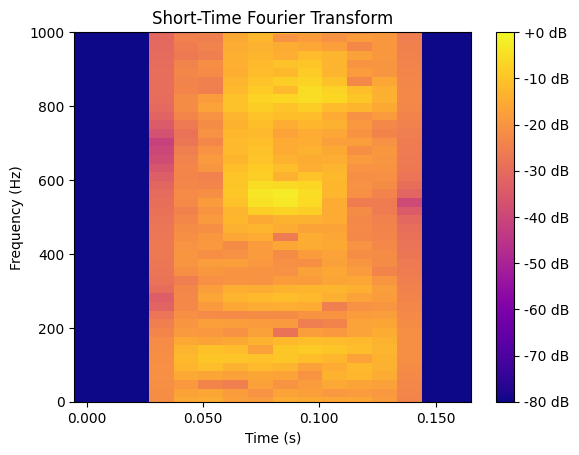 Short-Time Fourier Transform
1000
800
600
400
200
0
Frequency (Hz)
0.000
0.050
0.100
0.150
Time (s)
+0 dB
-10 dB
-20 dB
-30 dB
-40 dB
-50 dB
-60 dB
-70 dB
-80 dB